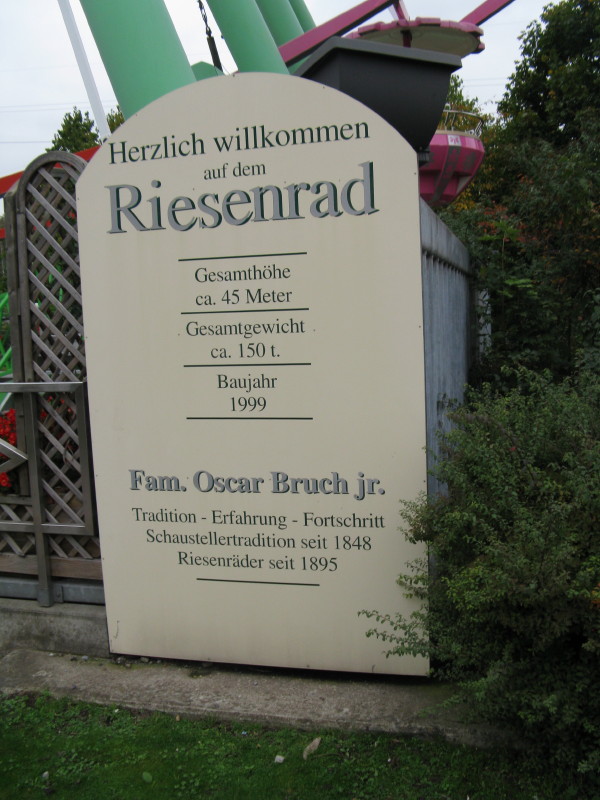 Herzlich willkommen
auf dem
Riesenrad
Gesamthöhe
ca. 45 Meter
Gesamtgewicht
ca. 150 t.
Baujahr
1999
Fam. Oscar Bruch jr.
Tradition - Erfahrung - Fortschritt
Schaustellertradition seit 1848
Riesenräder seit 1895